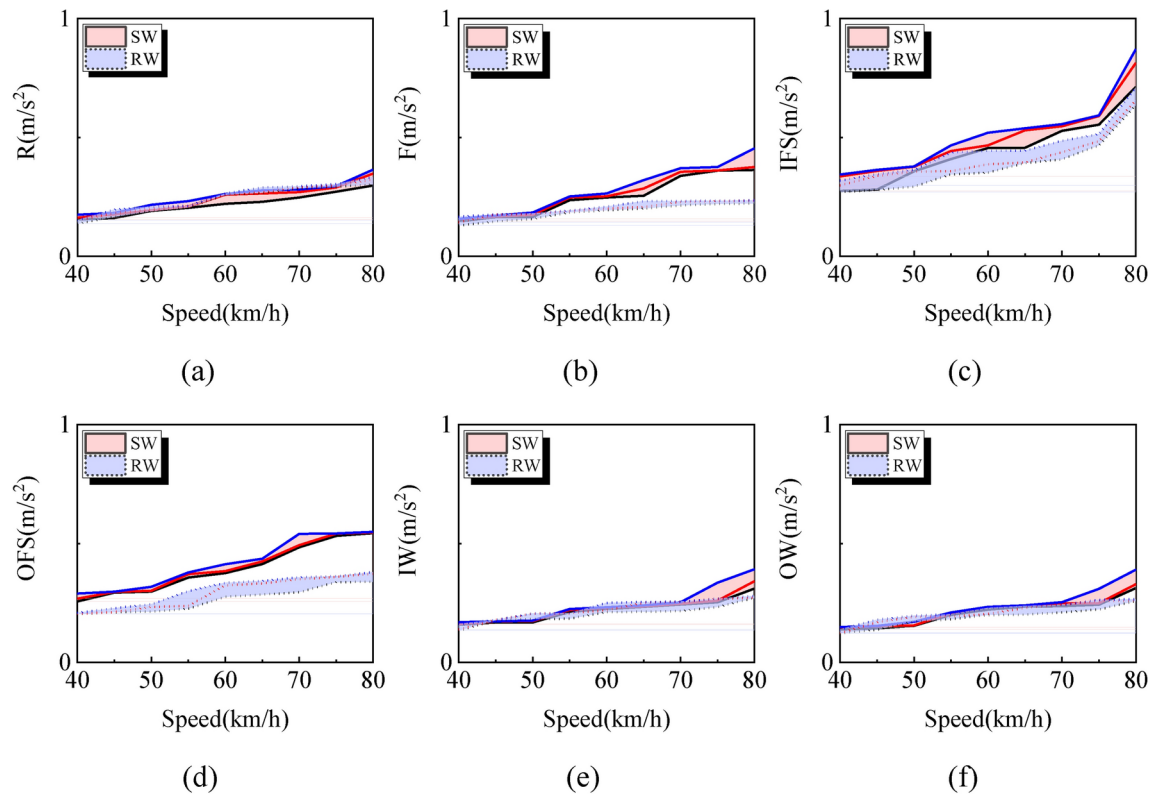 1
SW
RW
R(m/s²)
0
40 50 60 70 80
Speed(km/h)
(a)
1
SW
RW
F(m/s²)
0
40 50 60 70 80
Speed(km/h)
(b)
1
SW
RW
IFS(m/s²)
0
40 50 60 70 80
Speed(km/h)
(c)
1
SW
RW
OFS(m/s²)
0
40 50 60 70 80
Speed(km/h)
(d)
1
SW
RW
IW(m/s²)
0
40 50 60 70 80
Speed(km/h)
(e)
1
SW
RW
OW(m/s²)
0
40 50 60 70 80
Speed(km/h)
(f)